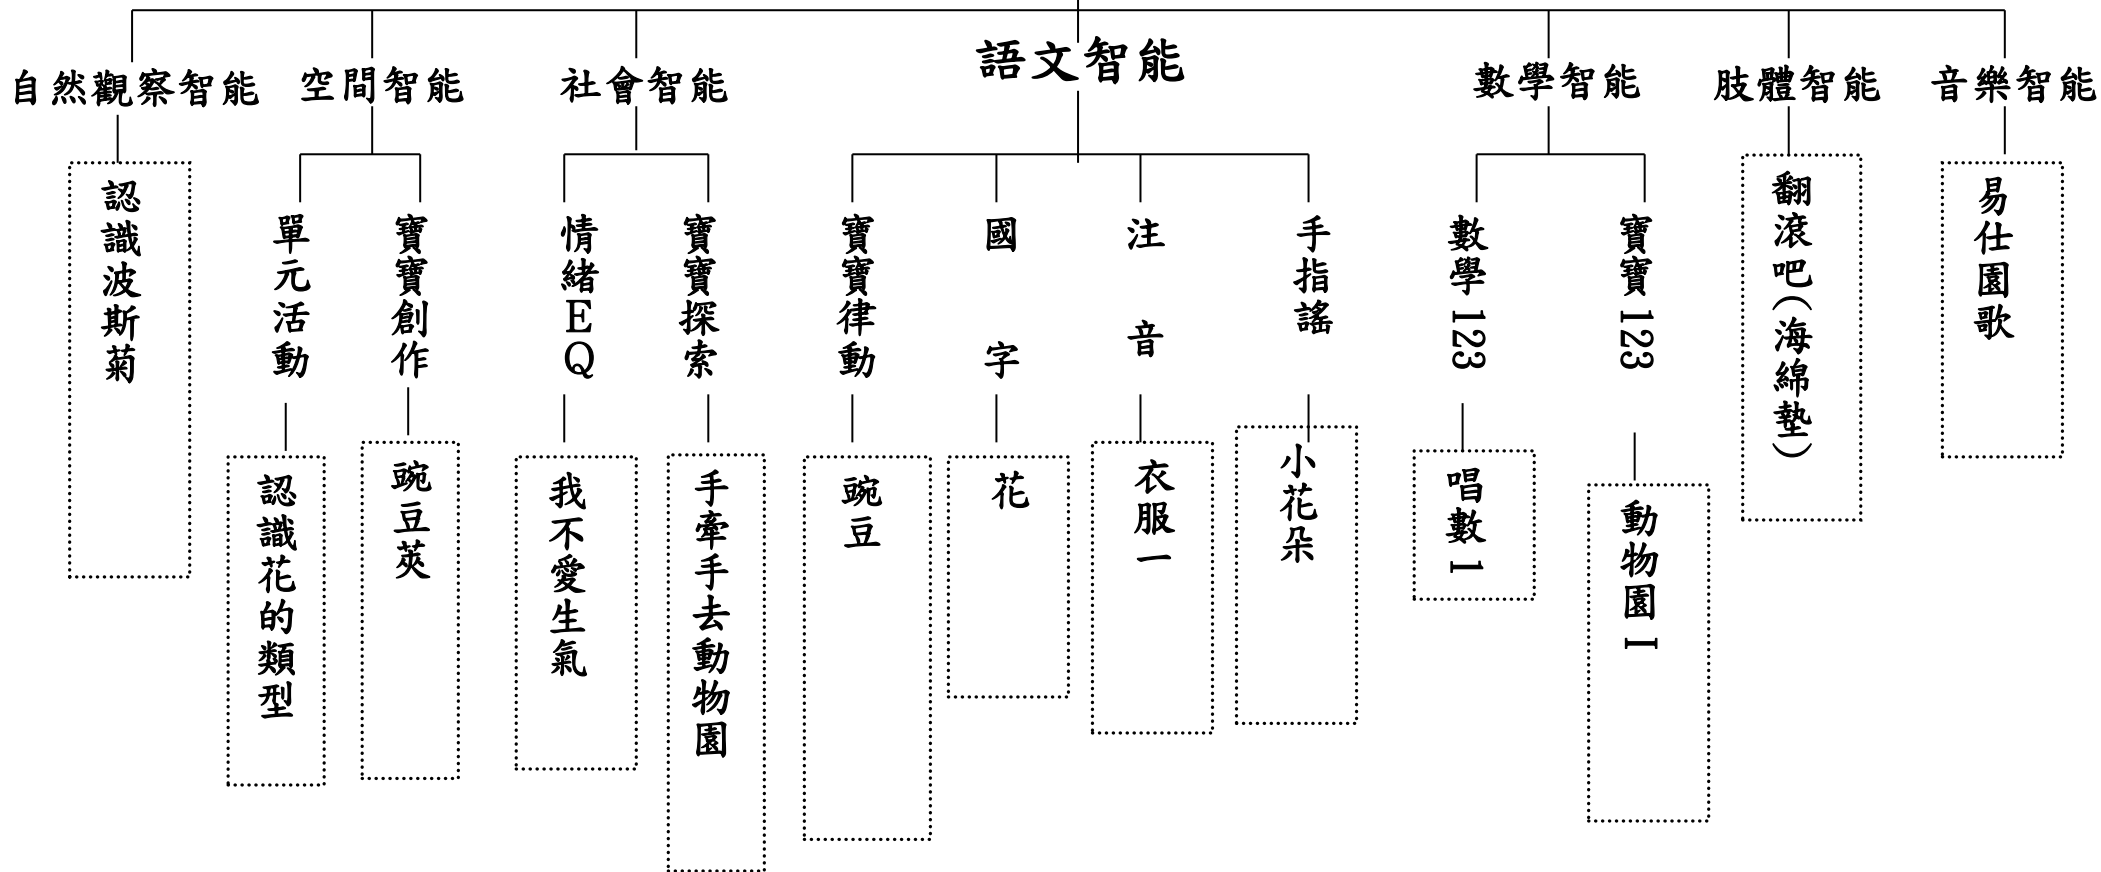 自然觀察智能
空間智能
社會智能
語文智能
數學智能
肢體智能
音樂智能
認識波斯菊
單元活動
寶寶創作
情緒EQ
寶寶探索
寶寶律動
國字
注音
手指謠
數學123
寶寶123
翻滾吧(海綿墊)
易仕園歌
認識花的類型
豌豆莢
我不愛生氣
手牽手去動物園
豌豆
花
衣服一
小花朵
唱數1
動物園I